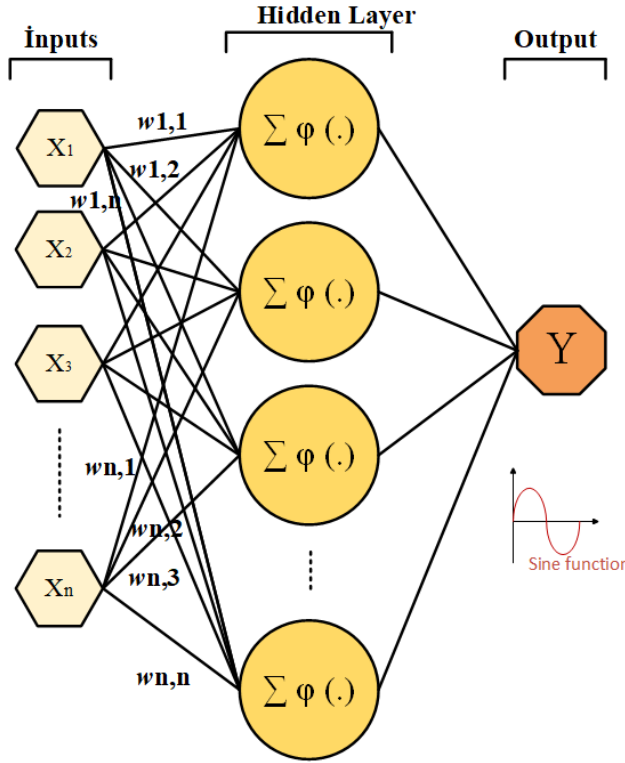 İnputs
Hidden Layer
Output
X1
X2
X3
Xn
w1,1
w1,2
w1,n
wn,1
wn,2
wn,3
wn,n
∑ φ (.)
∑ φ (.)
∑ φ (.)
∑ φ (.)
Y
Sine function